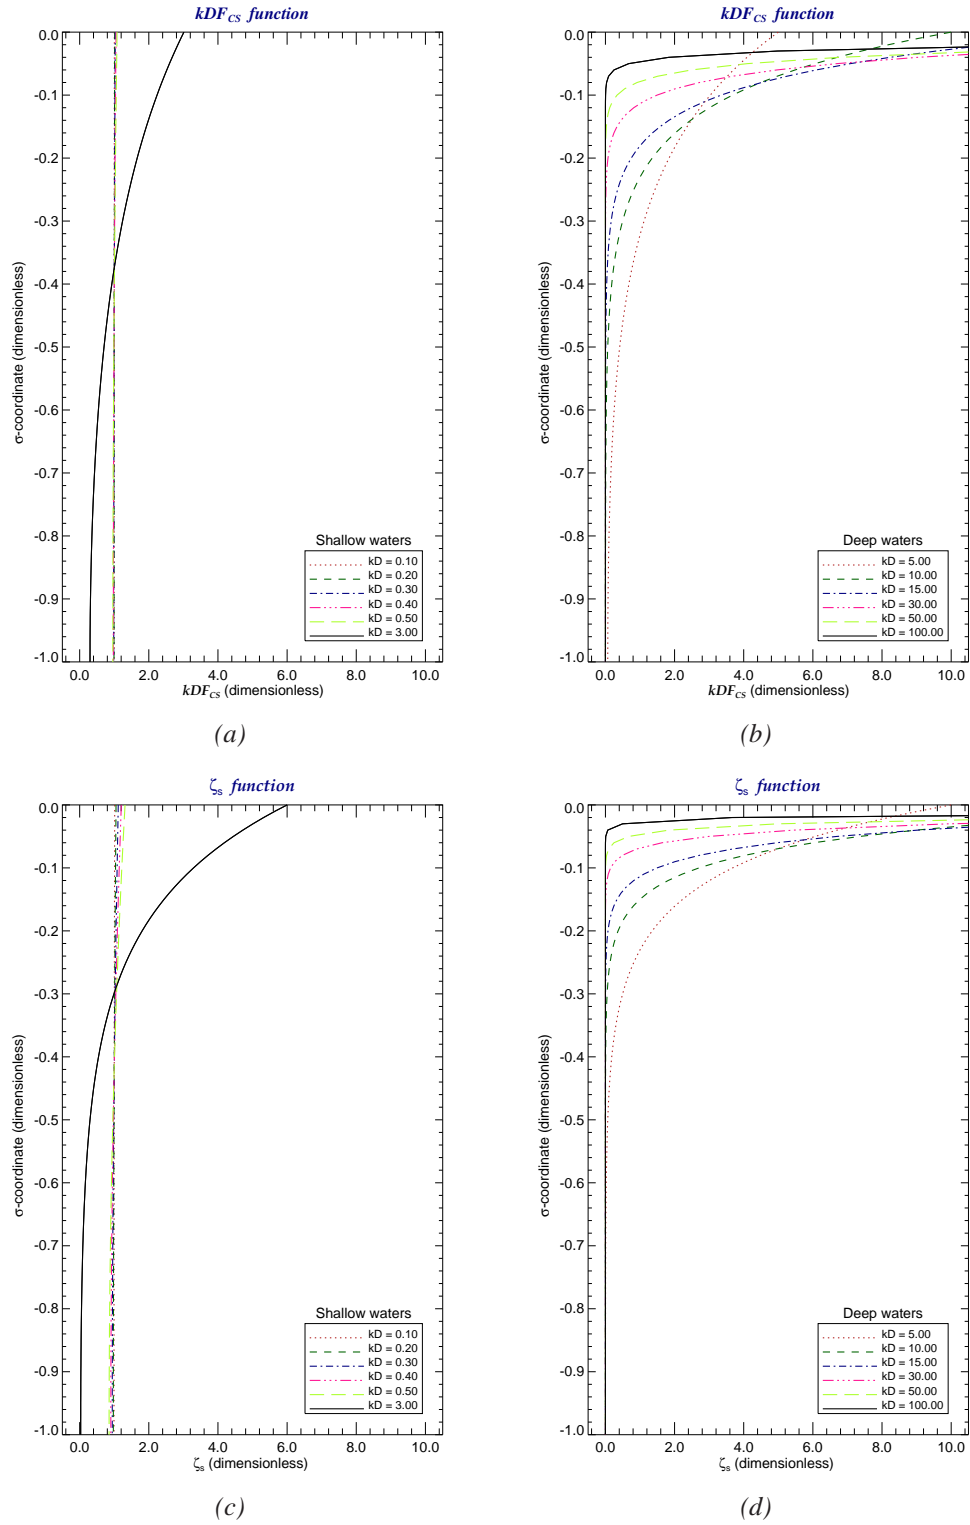 kDF_CS function
0.0
-0.1
-0.2
-0.3
-0.4
-0.5
-0.6
-0.7
-0.8
-0.9
-1.0
σ-coordinate (dimensionless)
Shallow waters
kD = 0.10
kD = 0.20
kD = 0.30
kD = 0.40
kD = 0.50
kD = 3.00
0.0 2.0 4.0 6.0 8.0 10.0
kDF_CS (dimensionless)
(a)
kDF_CS function
0.0
-0.1
-0.2
-0.3
-0.4
-0.5
-0.6
-0.7
-0.8
-0.9
-1.0
σ-coordinate (dimensionless)
Deep waters
kD = 5.00
kD = 10.00
kD = 15.00
kD = 30.00
kD = 50.00
kD = 100.00
0.0 2.0 4.0 6.0 8.0 10.0
kDF_CS (dimensionless)
(b)
ζ_s function
0.0
-0.1
-0.2
-0.3
-0.4
-0.5
-0.6
-0.7
-0.8
-0.9
-1.0
σ-coordinate (dimensionless)
Shallow waters
kD = 0.10
kD = 0.20
kD = 0.30
kD = 0.40
kD = 0.50
kD = 3.00
0.0 2.0 4.0 6.0 8.0 10.0
ζ_s (dimensionless)
(c)
ζ_s function
0.0
-0.1
-0.2
-0.3
-0.4
-0.5
-0.6
-0.7
-0.8
-0.9
-1.0
σ-coordinate (dimensionless)
Deep waters
kD = 5.00
kD = 10.00
kD = 15.00
kD = 30.00
kD = 50.00
kD = 100.00
0.0 2.0 4.0 6.0 8.0 10.0
ζ_s (dimensionless)
(d)